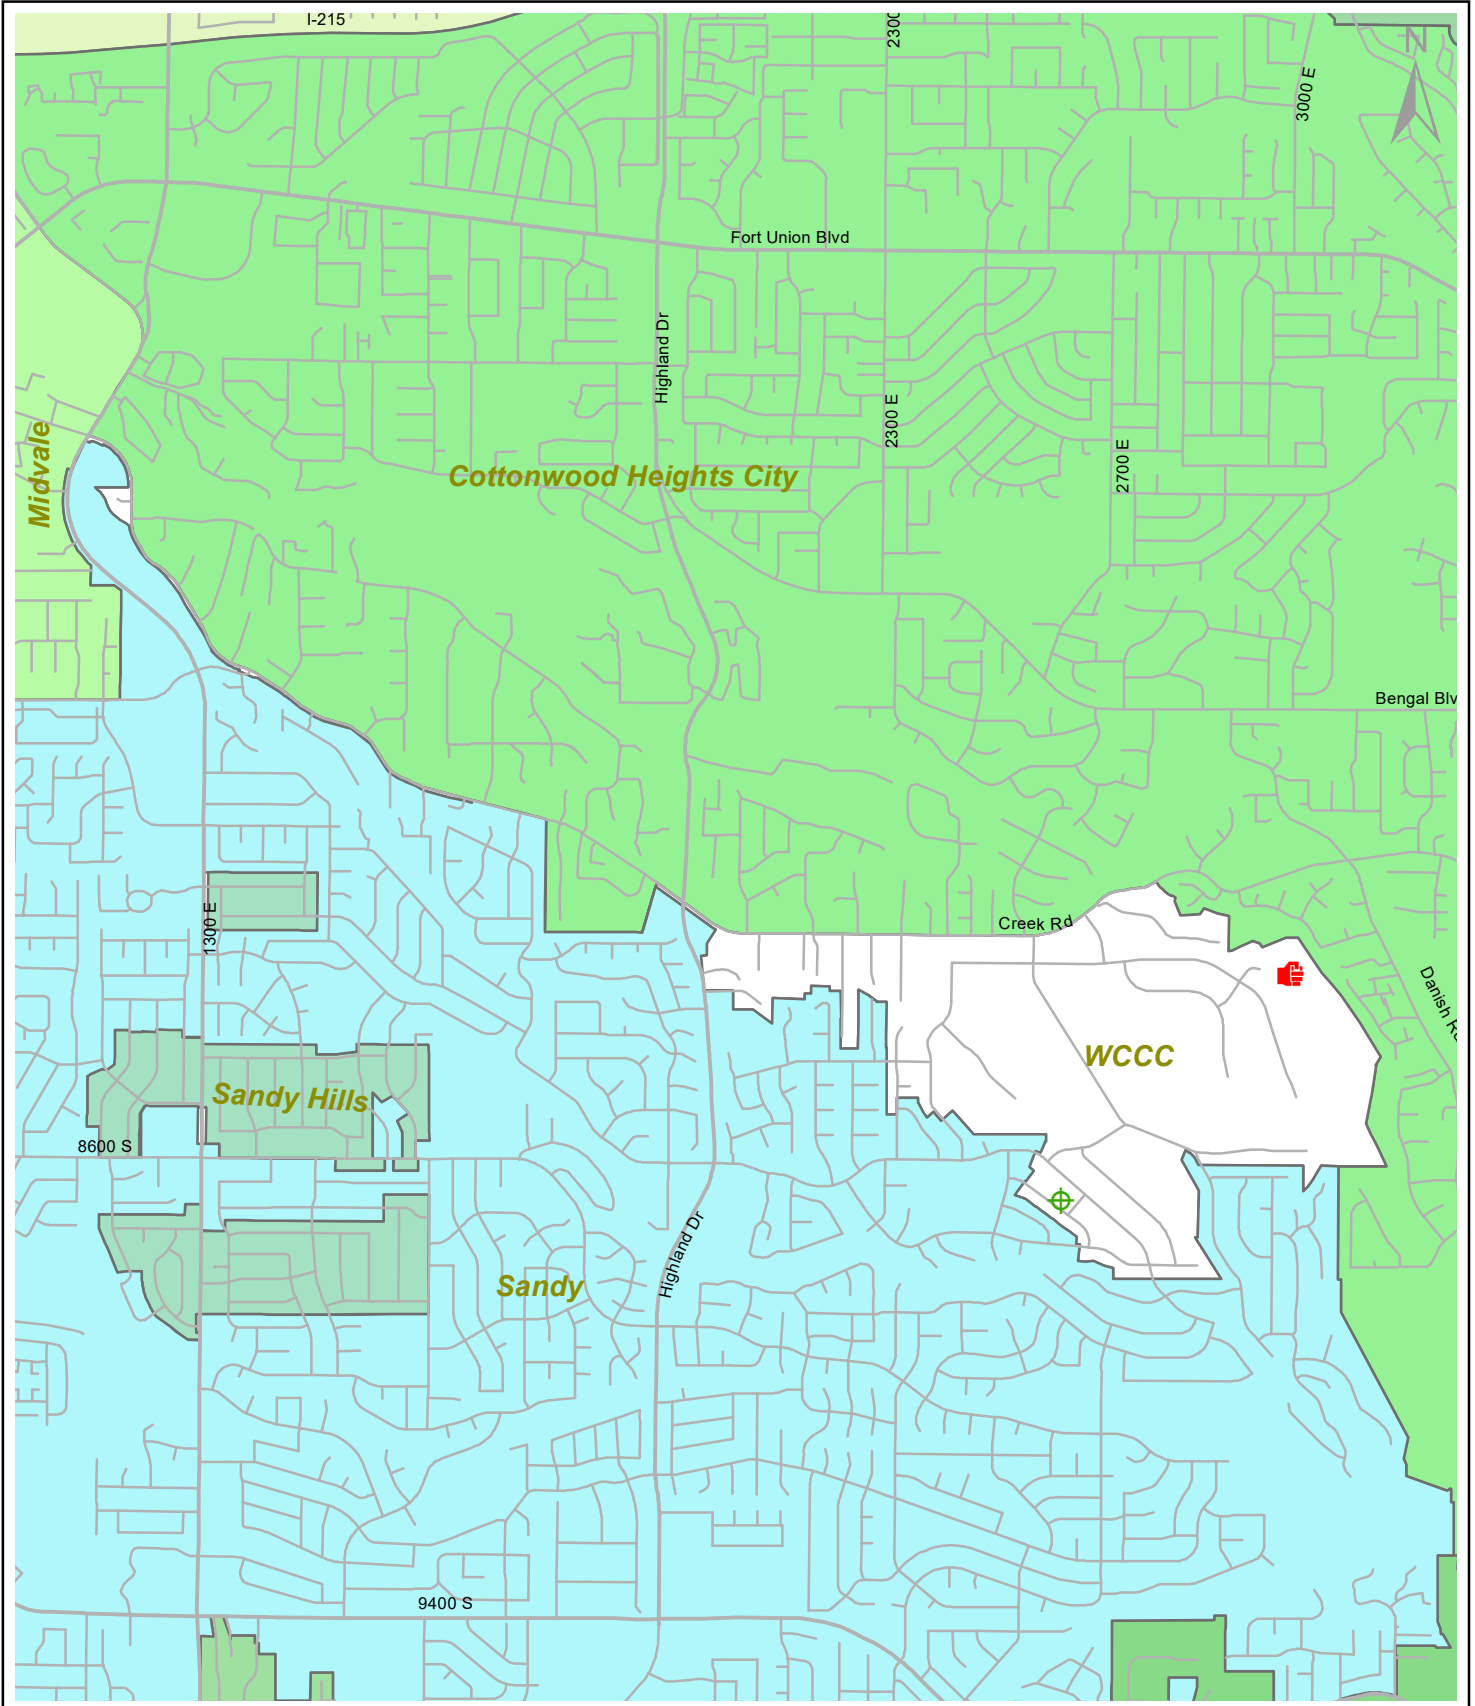 I-215
2300
3000 E
N
Fort Union Blvd
Highland Dr
2300 E
2700 E
Midvale
Cottonwood Heights City
Bengal Blv
1300 E
Creek Rd
Danish R
WCCC
Sandy Hills
8600 S
Highland Dr
Sandy
9400 S